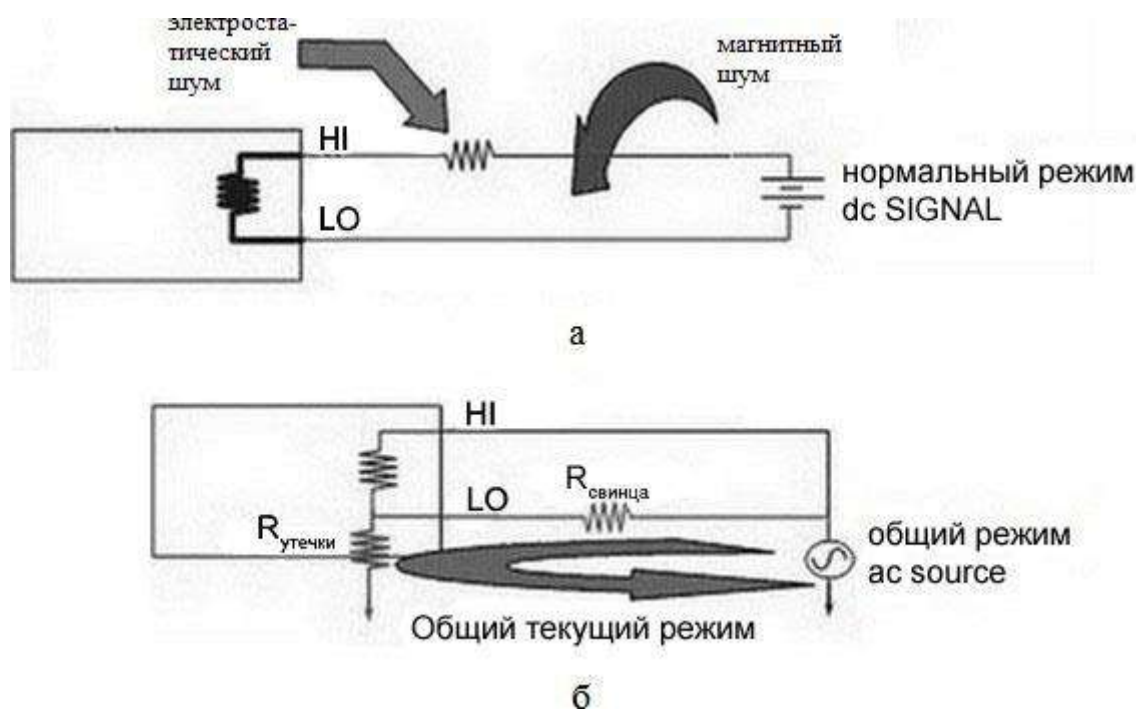 электроста-
тический
шум
магнитный
шум
HI
LO
нормальный режим
dc SIGNAL
а
HI
LO
Rсвинца
Rутечки
общий режим
ac source
Общий текущий режим
б